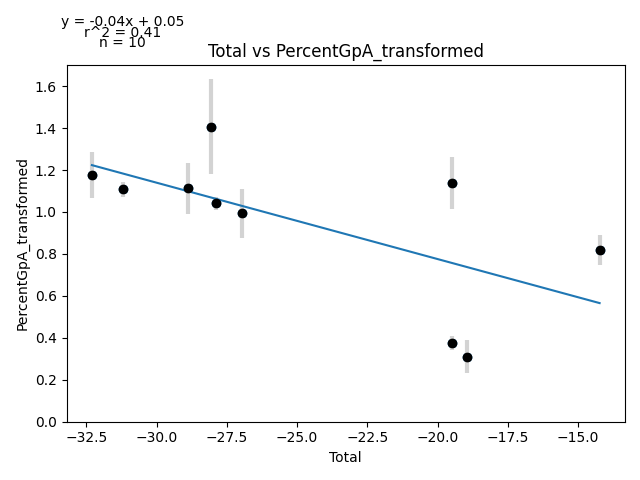 y = -0.04x + 0.05
r^2 = 0.41
n = 10
Total vs PercentGpA_transformed
PercentGpA_transformed
1.6
1.4
1.2
1.0
0.8
0.6
0.4
0.2
0.0
−32.5 −30.0 −27.5 −25.0 −22.5 −20.0 −17.5 −15.0
Total